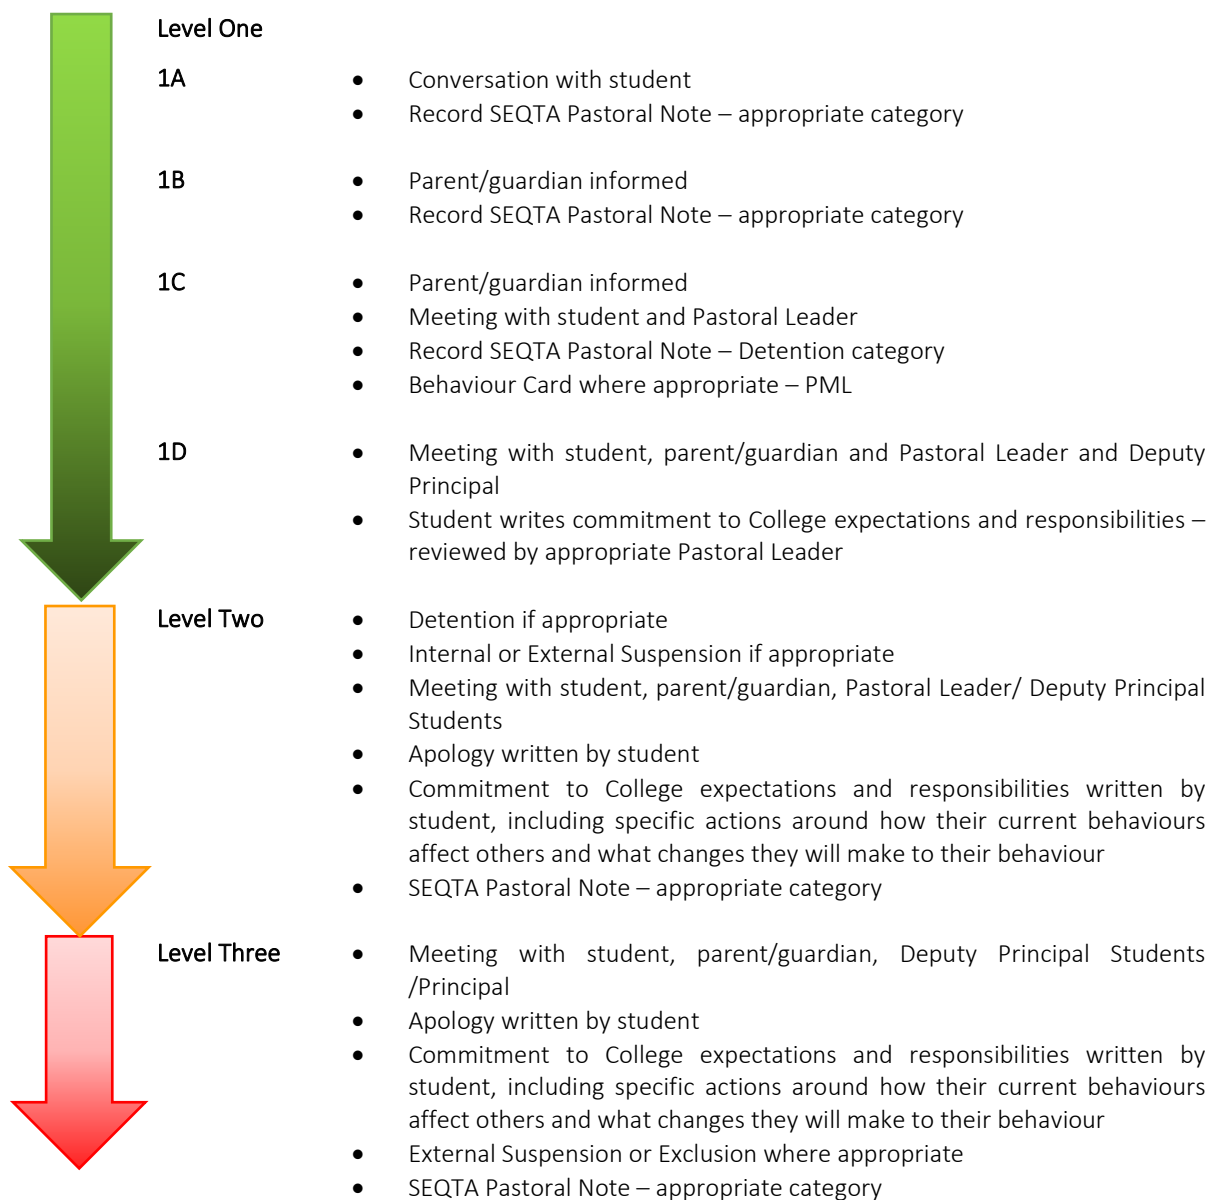 Level One
1A
• Conversation with student
• Record SEQTA Pastoral Note – appropriate category
1B
• Parent/guardian informed
• Record SEQTA Pastoral Note – appropriate category
1C
• Parent/guardian informed
• Meeting with student and Pastoral Leader
• Record SEQTA Pastoral Note – Detention category
• Behaviour Card where appropriate – PML
1D
• Meeting with student, parent/guardian and Pastoral Leader and Deputy
Principal
• Student writes commitment to College expectations and responsibilities –
reviewed by appropriate Pastoral Leader
Level Two
• Detention if appropriate
• Internal or External Suspension if appropriate
• Meeting with student, parent/guardian, Pastoral Leader/ Deputy Principal
Students
• Apology written by student
• Commitment to College expectations and responsibilities written by
student, including specific actions around how their current behaviours
affect others and what changes they will make to their behaviour
• SEQTA Pastoral Note – appropriate category
Level Three
• Meeting with student, parent/guardian, Deputy Principal Students
/Principal
• Apology written by student
• Commitment to College expectations and responsibilities written by
student, including specific actions around how their current behaviours
affect others and what changes they will make to their behaviour
• External Suspension or Exclusion where appropriate
• SEQTA Pastoral Note – appropriate category